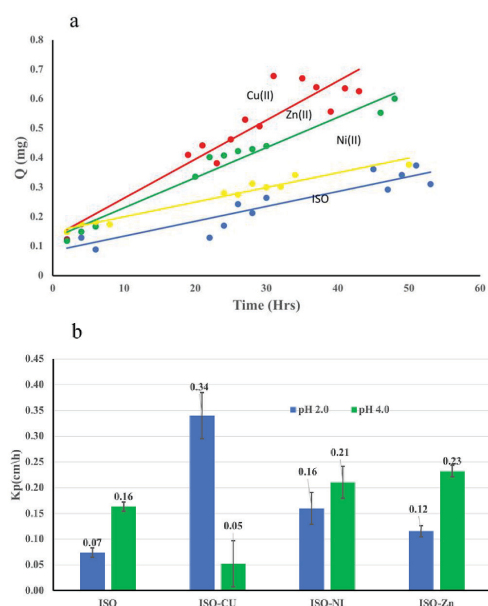 a
0.8
0.7
0.6
0.5
0.4
0.3
0.2
0.1
0
Q (mg)
Cu(II)
Zn(II)
Ni(II)
ISO
0 10 20 30 40 50 60
Time (Hrs)
b
0.45
0.40
0.35
0.30
0.25
0.20
0.15
0.10
0.05
0.00
Kp(cm\h)
pH 2.0 pH 4.0
0.07 0.16 0.34 0.05 0.16 0.21 0.12 0.23
ISO ISO-CU ISO-NI ISO-Zn